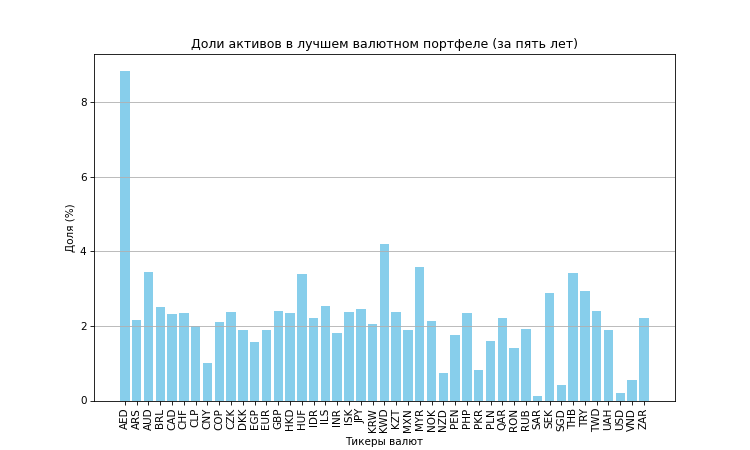 Доли активов в лучшем валютном портфеле (за пять лет)
Доля (%)
8
6
4
2
0
AED ARS AUD BRL CAD CHF CLP CNY COP CZK DKK EGP EUR GBP HKD HUF IDR ILS INR ISK JPY KRW KWD KZT MXN MYR NOK NZD PEN PHP PKR PLN QAR RON RUB SAR SEK SGD THB TRY TWD UAH USD VND ZAR
Тикеры валют